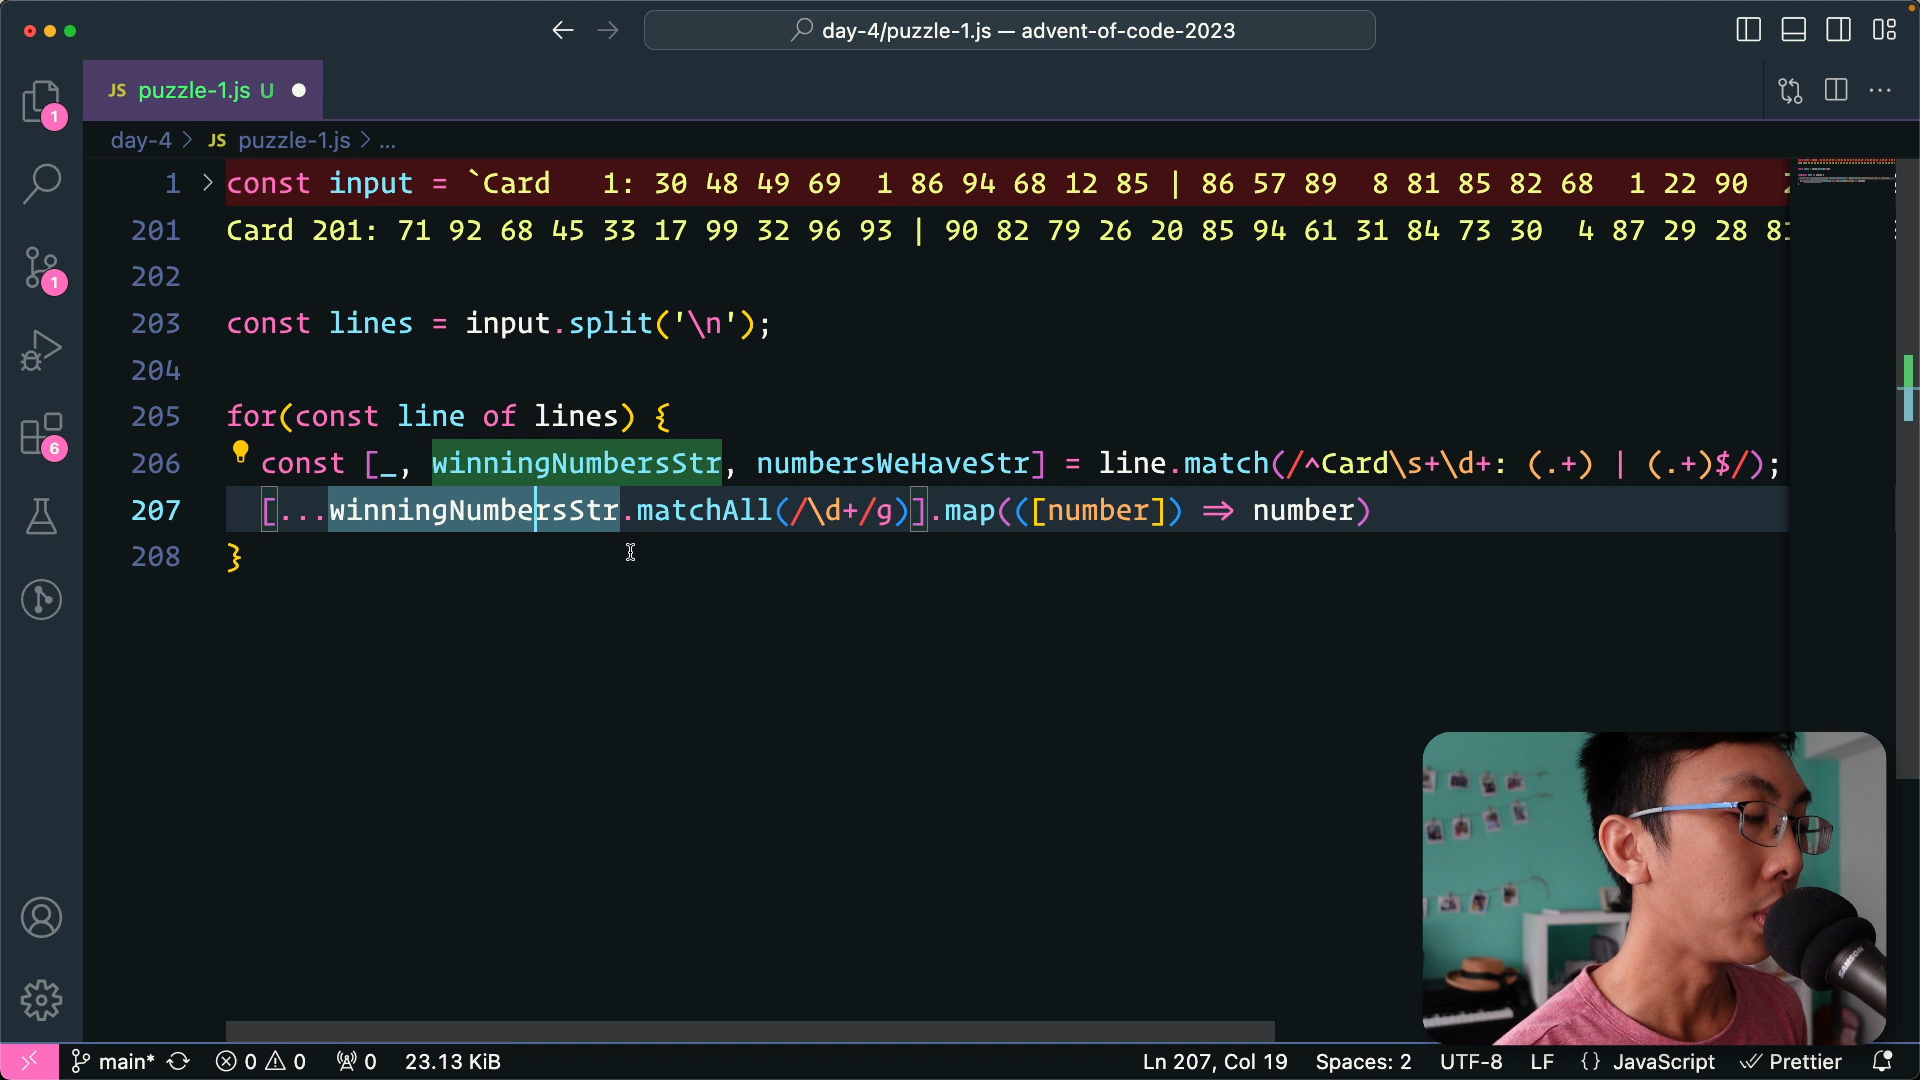 day-4/puzzle-1.js — advent-of-code-2023
JS puzzle-1.js U
day-4 > JS puzzle-1.js > ...
1 const input = `Card   1: 30 48 49 69  1 86 94 68 12 85 | 86 57 89  8 81 85 82 68  1 22 90
201 Card 201: 71 92 68 45 33 17 99 32 96 93 | 90 82 79 26 20 85 94 61 31 84 73 30  4 87 29 28 81
202
203 const lines = input.split('\n');
204
205 for(const line of lines) {
206 const [_, winningNumbersStr, numbersWeHaveStr] = line.match(/^Card\s+\d+: (.+) | (.+)$/);
207 [...winningNumbersStr.matchAll(/\d+/g)].map(([number]) => number)
208 }
1
1
6
SAMSON
main* 0 0 0 23.13 KiB Ln 207, Col 19 Spaces: 2 UTF-8 LF {} JavaScript Prettier